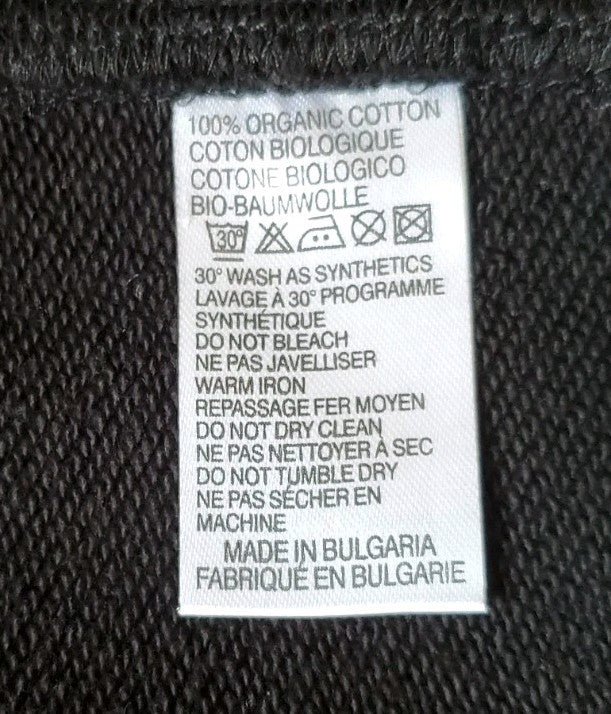 100% ORGANIC COTTON
COTON BIOLOGIQUE
COTONE BIOLOGICO
BIO-BAUMWOLLE
30°
30° WASH AS SYNTHETICS
LAVAGE À 30° PROGRAMME
SYNTHÉTIQUE
DO NOT BLEACH
NE PAS JAVELLISER
WARM IRON
REPASSAGE FER MOYEN
DO NOT DRY CLEAN
NE PAS NETTOYER À SEC
DO NOT TUMBLE DRY
NE PAS SÉCHER EN
MACHINE
MADE IN BULGARIA
FABRIQUÉ EN BULGARIE